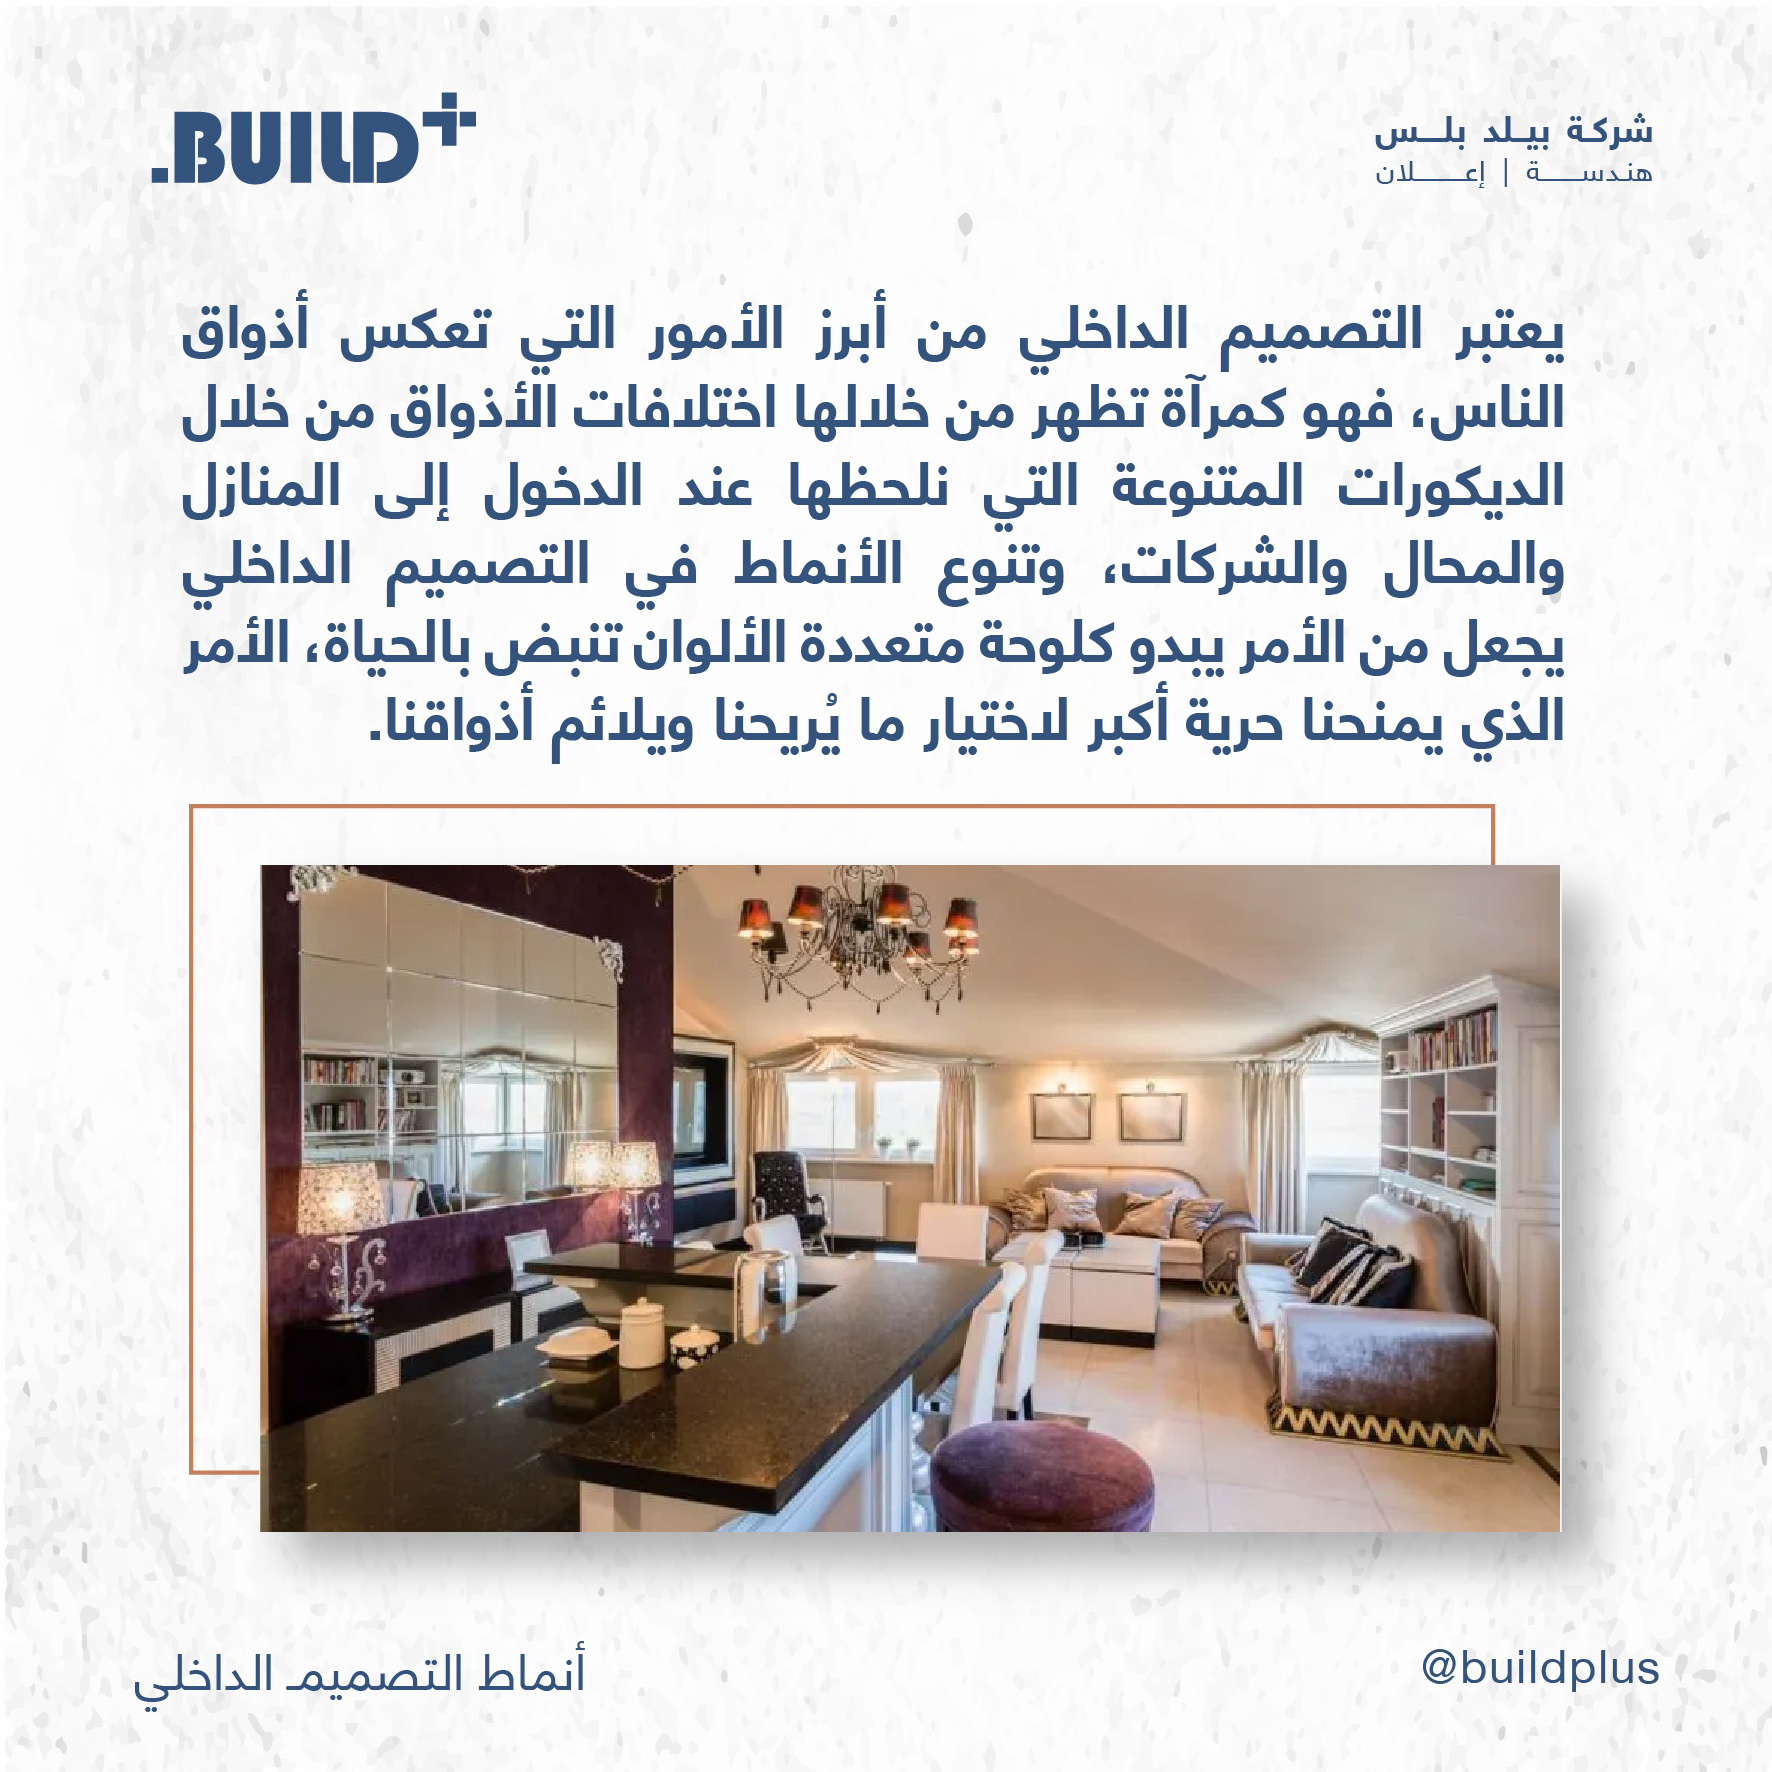 شركة بيلد بلس
هندسة | إعلان
.BUILD+
يعتبر التصميم الداخلي من أبرز الأمور التي تعكس أذواق
الناس، فهو كمرآة تظهر من خلالها اختلافات الأذواق من خلال
الديكورات المتنوعة التي نلحظها عند الدخول إلى المنازل
والمحال والشركات، وتنوع الأنماط في التصميم الداخلي
يجعل من الأمر يبدو كلوحة متعددة الألوان تنبض بالحياة، الأمر
الذي يمنحنا حرية أكبر لاختيار ما يُريحنا ويلائم أذواقنا.
@buildplus
أنماط التصميم الداخلي